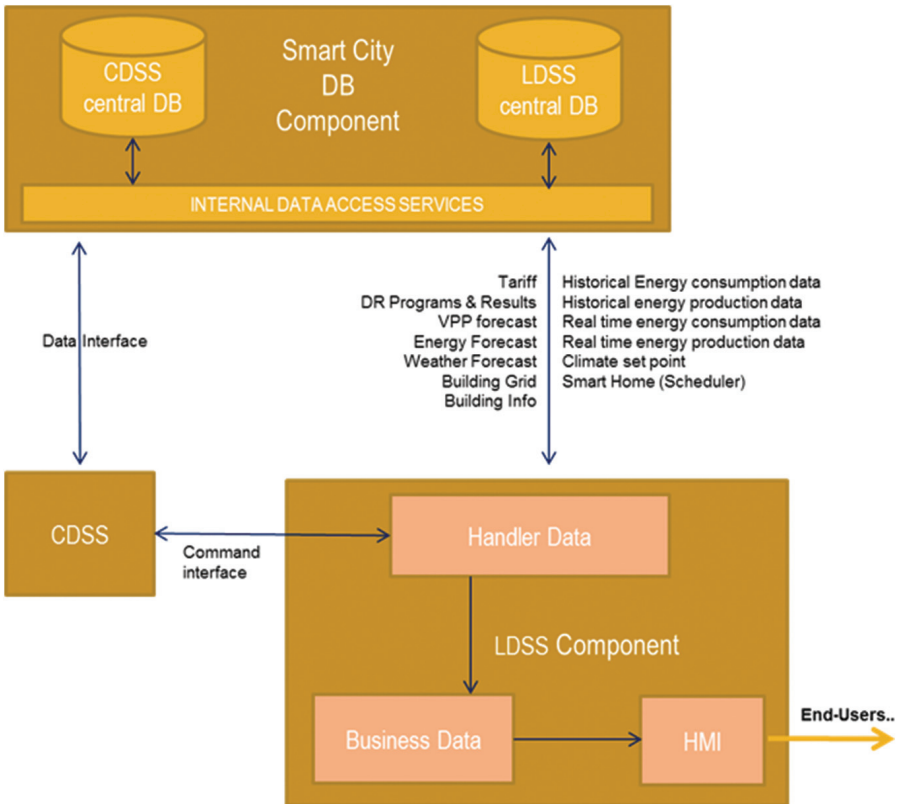 CDSS
central DB
Smart City
DB
Component
LDSS
central DB
INTERNAL DATA ACCESS SERVICES
Data Interface
Tariff
DR Programs & Results
VPP forecast
Energy Forecast
Weather Forecast
Building Grid
Building Info
Historical Energy consumption data
Historical energy production data
Real time energy consumption data
Real time energy production data
Climate set point
Smart Home (Scheduler)
CDSS
Command
interface
Handler Data
LDSS Component
Business Data
HMI
End-Users..